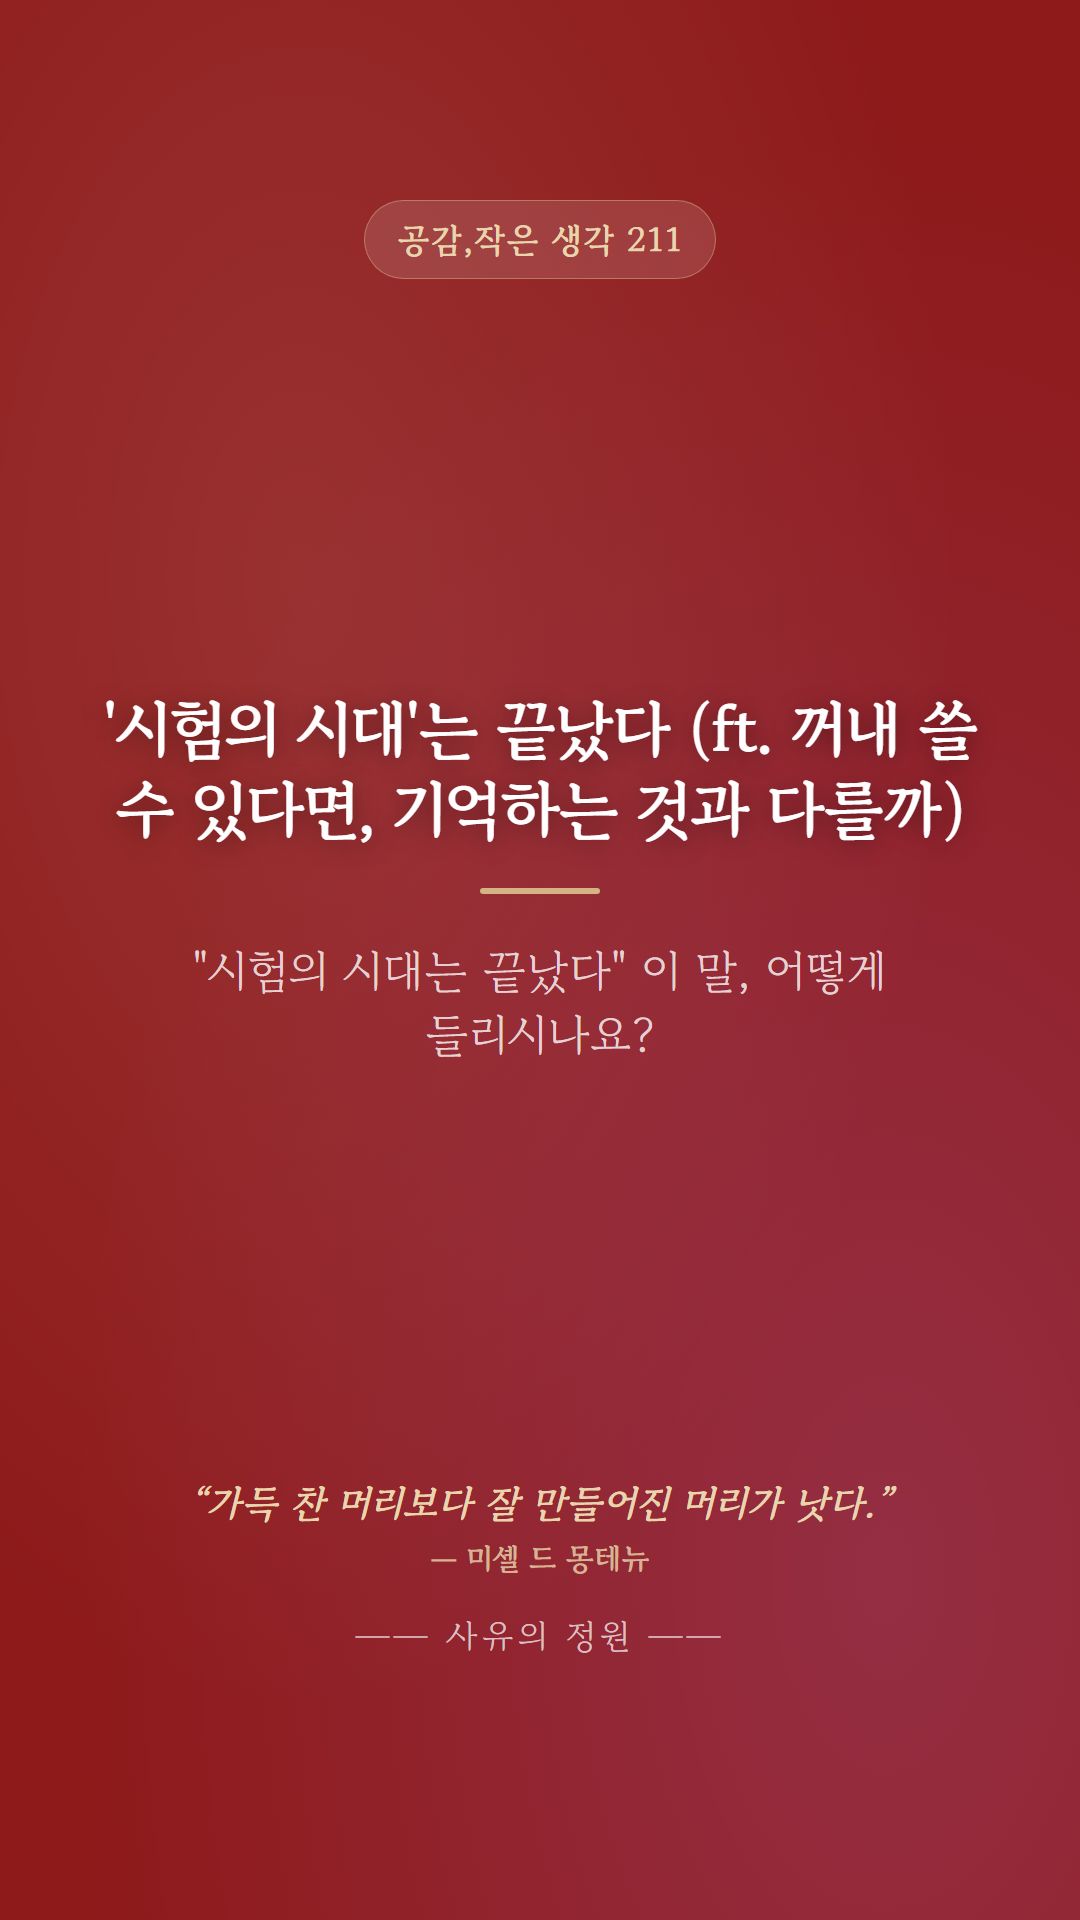 공감,작은 생각 211
'시험의 시대'는 끝났다 (ft. 꺼내 쓸
수 있다면, 기억하는 것과 다를까)
"시험의 시대는 끝났다" 이 말, 어떻게
들리시나요?
“가득 찬 머리보다 잘 만들어진 머리가 낫다.”
— 미셸 드 몽테뉴
—— 사유의 정원 ——